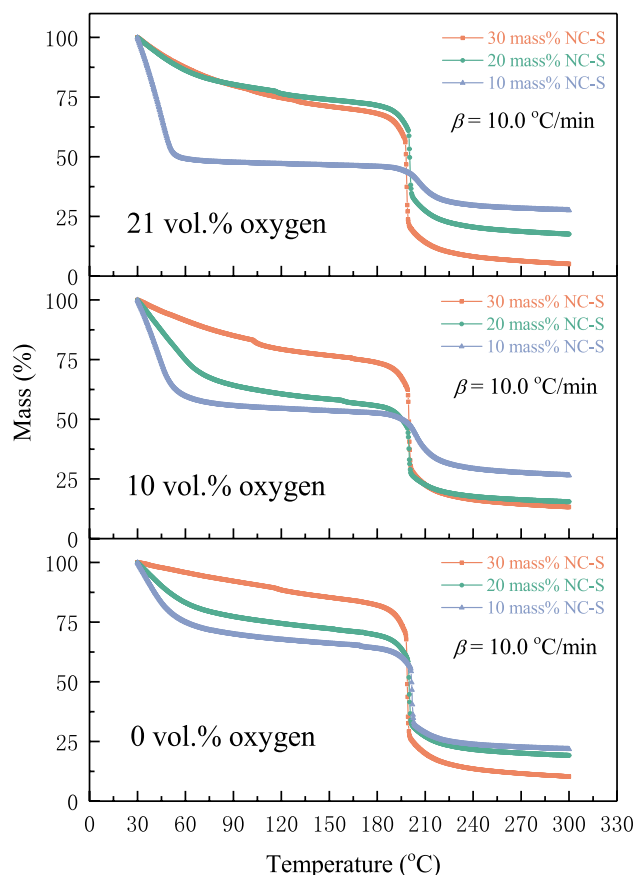 100
75
50
25
0
30 mass% NC-S
20 mass% NC-S
10 mass% NC-S
β = 10.0 °C/min
21 vol.% oxygen
100
75
50
25
0
30 mass% NC-S
20 mass% NC-S
10 mass% NC-S
β = 10.0 °C/min
10 vol.% oxygen
Mass (%)
100
75
50
25
0
30 mass% NC-S
20 mass% NC-S
10 mass% NC-S
β = 10.0 °C/min
0 vol.% oxygen
0 30 60 90 120 150 180 210 240 270 300 330
Temperature (°C)